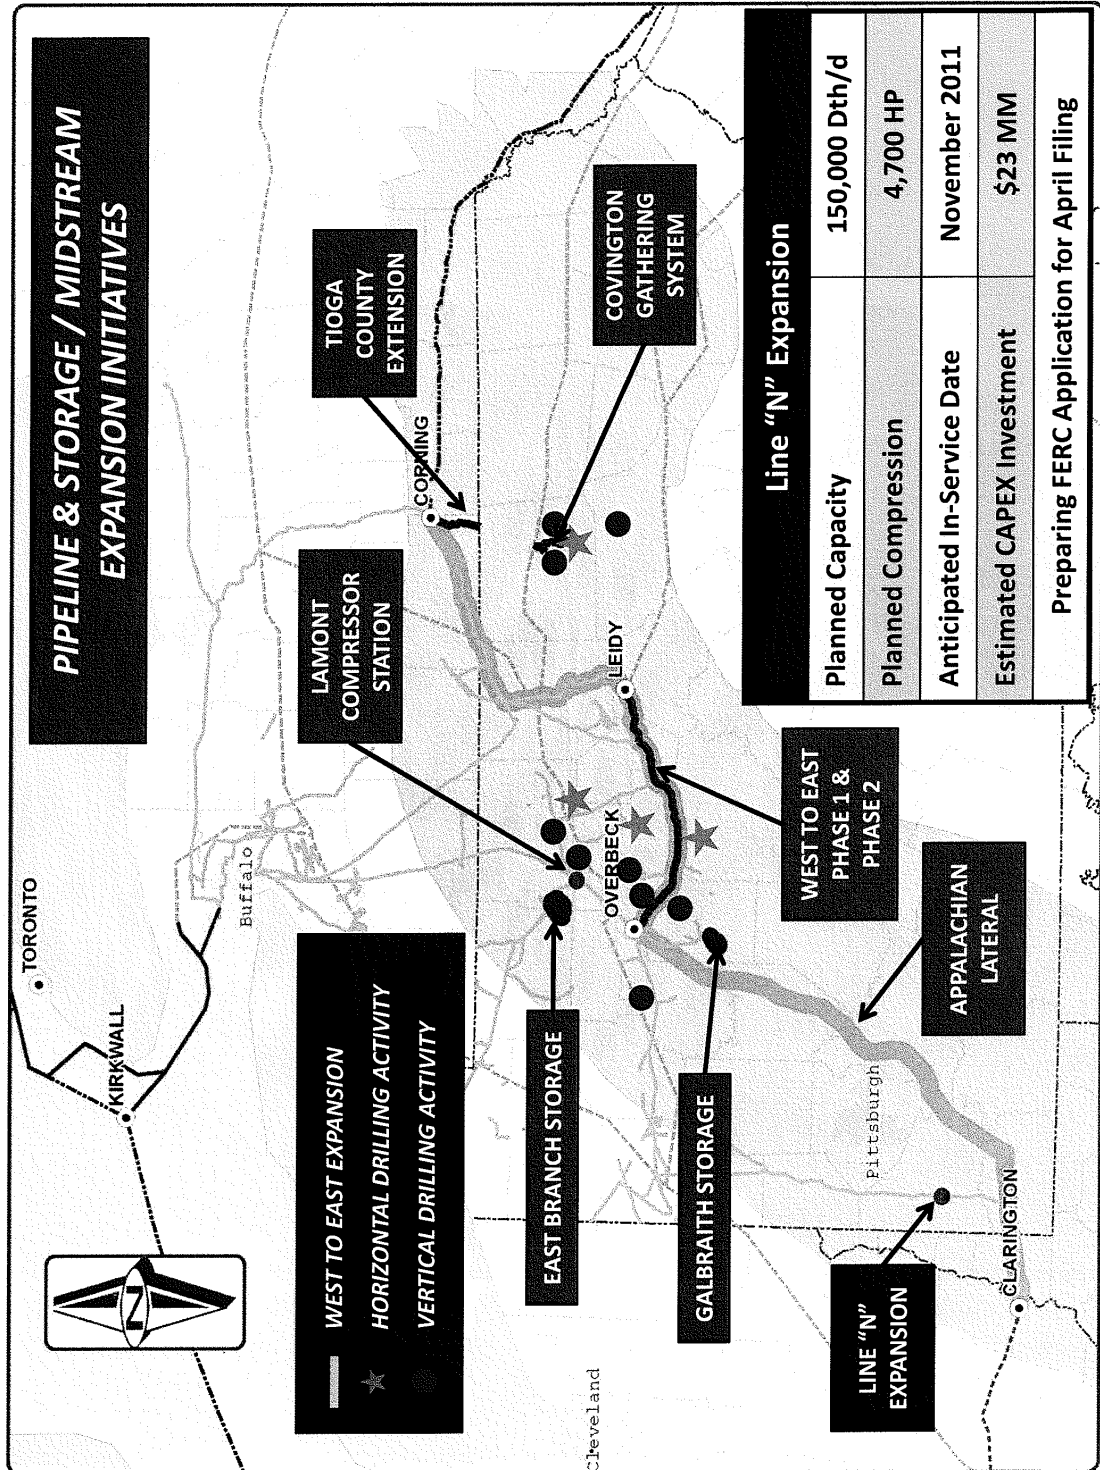 PIPELINE & STORAGE / MIDSTREAM
EXPANSION INITIATIVES
N
TORONTO
KIRKWALL
Buffalo
WEST TO EAST EXPANSION
HORIZONTAL DRILLING ACTIVITY
VERTICAL DRILLING ACTIVITY
LAMONT
COMPRESSOR
STATION
TIOGA
COUNTY
EXTENSION
CORNING
EAST BRANCH STORAGE
OVERBECK
LEIDY
COVINGTON
GATHERING
SYSTEM
Cleveland
GALBRAITH STORAGE
WEST TO EAST
PHASE 1 &
PHASE 2
Pittsburgh
APPALACHIAN
LATERAL
LINE “N”
EXPANSION
CLARINGTON
Line “N” Expansion
Planned Capacity 150,000 Dth/d
Planned Compression 4,700 HP
Anticipated In-Service Date November 2011
Estimated CAPEX Investment $23 MM
Preparing FERC Application for April Filing